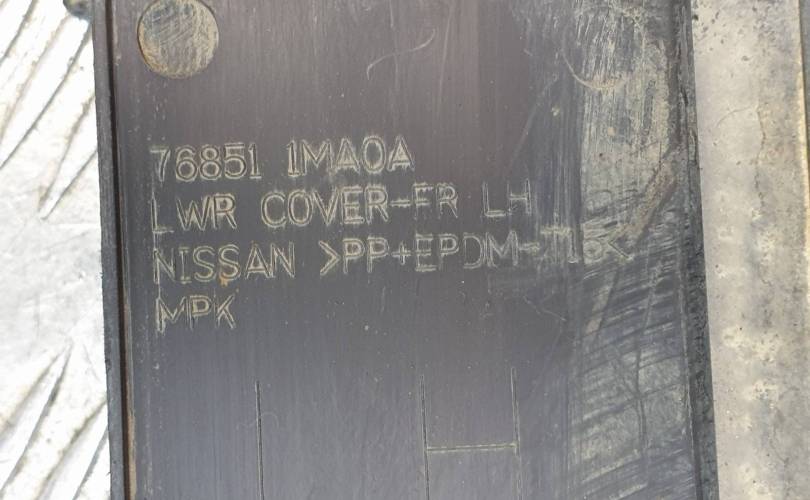 76851 1MA0A
LWR COVER-FR LH
NISSAN >PP+EPDM-T15<
MPK